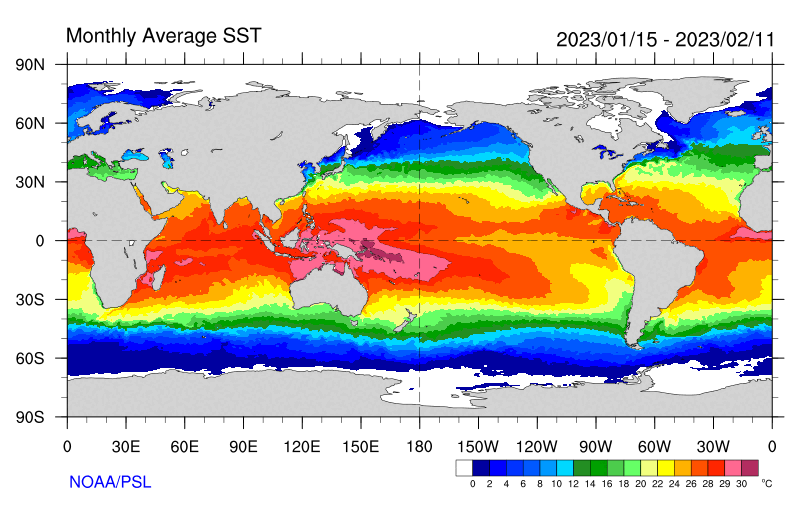 Monthly Average SST
2023/01/15 - 2023/02/11
90N
60N
30N
0
30S
60S
90S
0 30E 60E 90E 120E 150E 180 150W 120W 90W 60W 30W 0
0 2 4 6 8 10 12 14 16 18 20 22 24 26 28 29 30 °C
NOAA/PSL